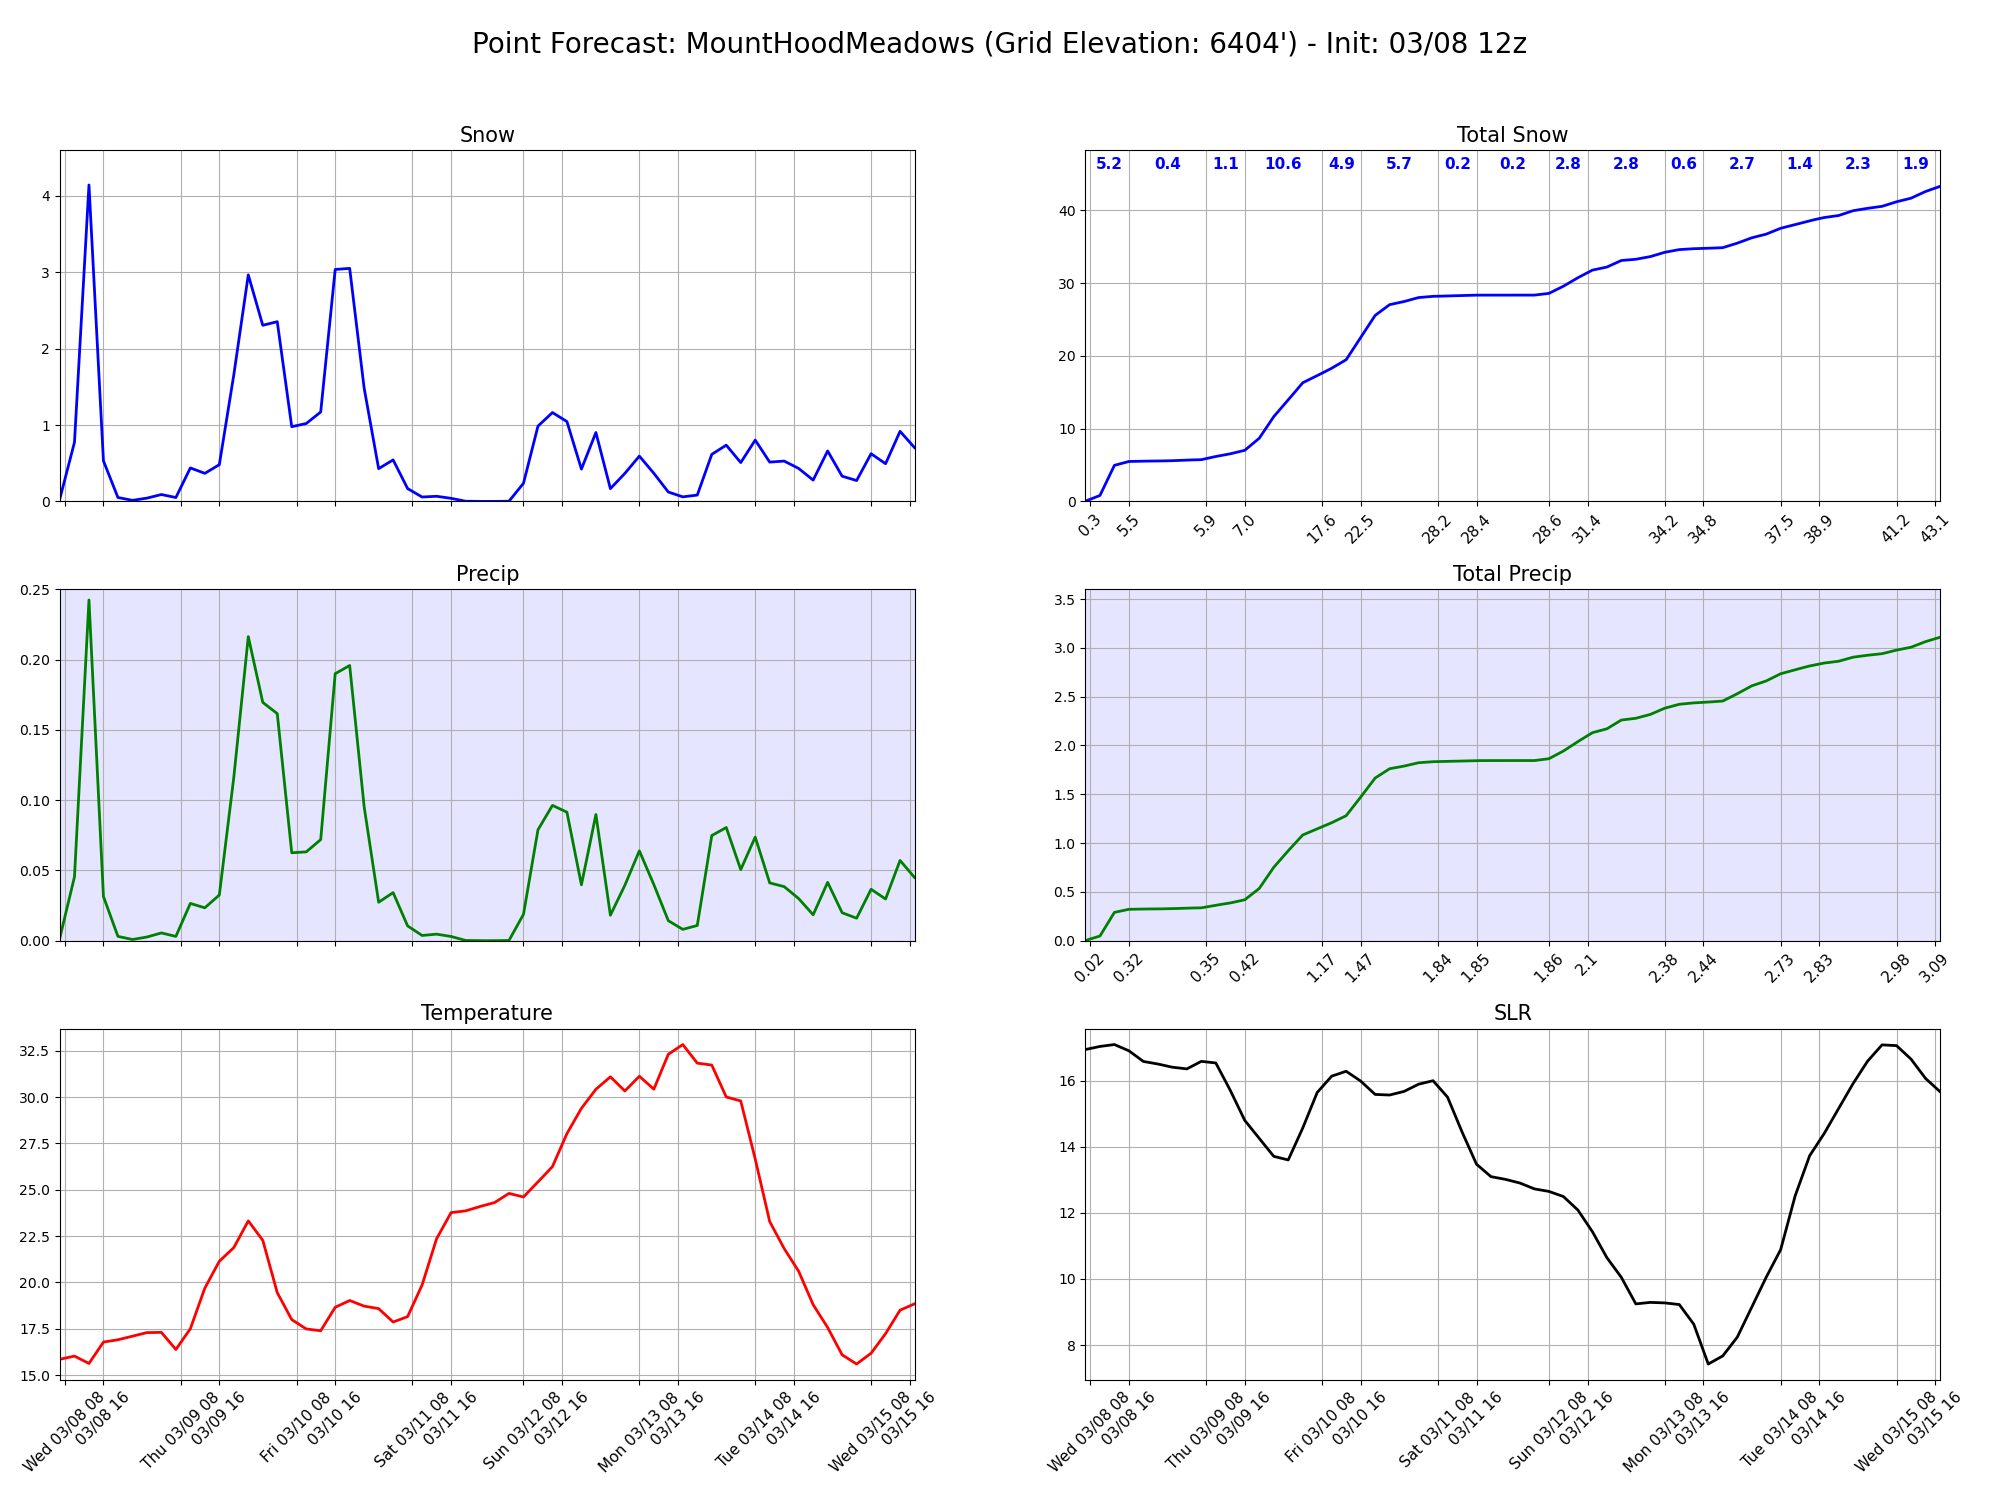 Point Forecast: MountHoodMeadows (Grid Elevation: 6404') - Init: 03/08 12z
Snow
4
3
2
1
0
Total Snow
5.2 0.4 1.1 10.6 4.9 5.7 0.2 0.2 2.8 2.8 0.6 2.7 1.4 2.3 1.9
40
30
20
10
0
0.3 5.5 5.9 7.0 17.6 22.5 28.2 28.4 28.6 31.4 34.2 34.8 37.5 38.9 41.2 43.1
Precip
0.25
0.20
0.15
0.10
0.05
0.00
Total Precip
3.5
3.0
2.5
2.0
1.5
1.0
0.5
0.0
0.02 0.32 0.35 0.42 1.17 1.47 1.84 1.85 1.86 2.1 2.38 2.44 2.73 2.83 2.98 3.09
Temperature
32.5
30.0
27.5
25.0
22.5
20.0
17.5
15.0
Wed 03/08 08
03/08 16
Thu 03/09 08
03/09 16
Fri 03/10 08
03/10 16
Sat 03/11 08
03/11 16
Sun 03/12 08
03/12 16
Mon 03/13 08
03/13 16
Tue 03/14 08
03/14 16
Wed 03/15 08
03/15 16
SLR
16
14
12
10
8
Wed 03/08 08
03/08 16
Thu 03/09 08
03/09 16
Fri 03/10 08
03/10 16
Sat 03/11 08
03/11 16
Sun 03/12 08
03/12 16
Mon 03/13 08
03/13 16
Tue 03/14 08
03/14 16
Wed 03/15 08
03/15 16